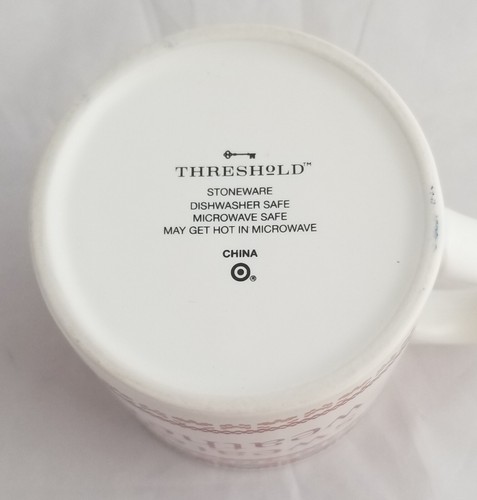 THRESHOLD™
STONEWARE
DISHWASHER SAFE
MICROWAVE SAFE
MAY GET HOT IN MICROWAVE
CHINA
®